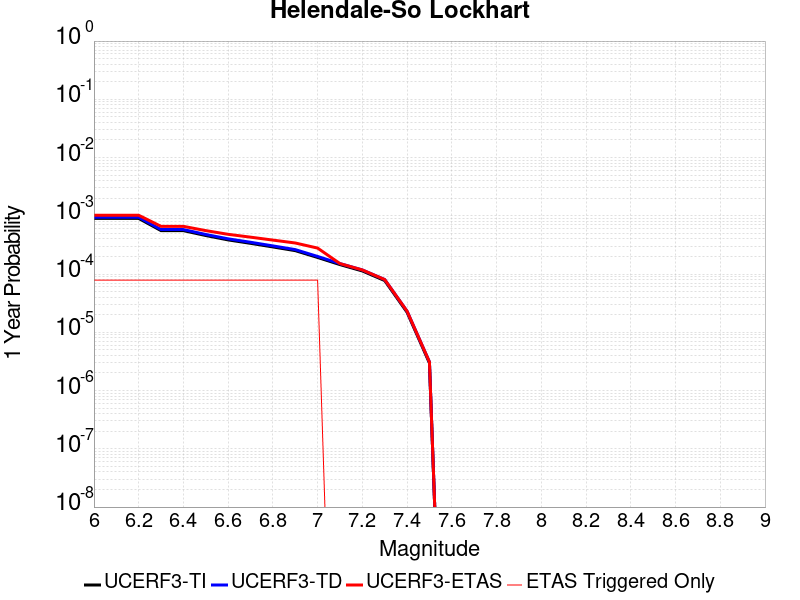 Helendale-So Lockhart
10^0
10^-1
10^-2
10^-3
10^-4
10^-5
10^-6
10^-7
10^-8
1 Year Probability
6 6.2 6.4 6.6 6.8 7 7.2 7.4 7.6 7.8 8 8.2 8.4 8.6 8.8 9
Magnitude
UCERF3-TI UCERF3-TD UCERF3-ETAS ETAS Triggered Only